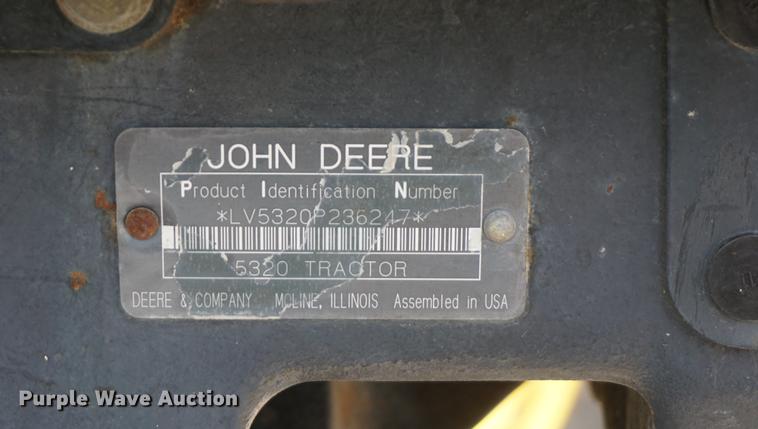 JOHN DEERE
Product Identification Number
*LV5320P236247*
5320 TRACTOR
DEERE & COMPANY MOLINE, ILLINOIS Assembled in USA
Purple Wave Auction